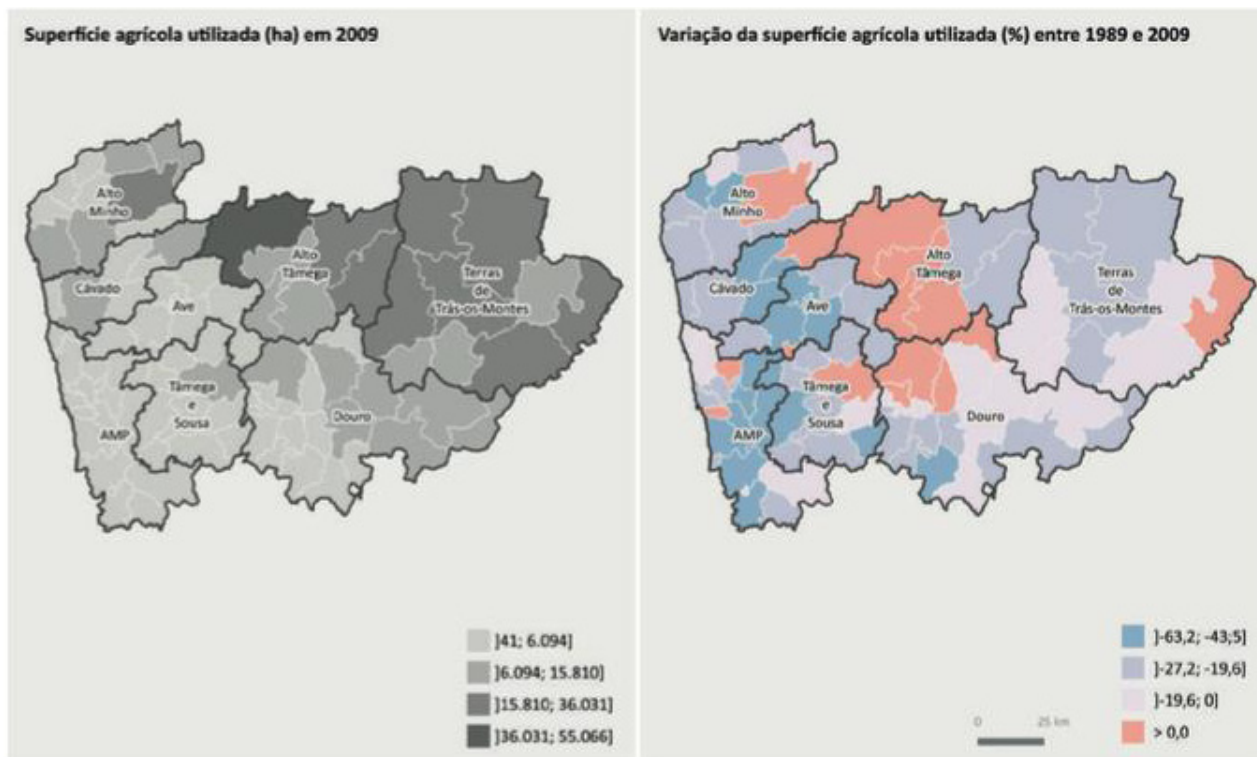 Superfície agrícola utilizada (ha) em 2009
Alto
Minho
Cávado
Ave
Alto
Tâmega
Terras
de
Trás-os-Montes
Tâmega
e
Sousa
AMP
Douro
]41; 6.094]
]6.094; 15.810]
]15.810; 36.031]
]36.031; 55.066]
Variação da superfície agrícola utilizada (%) entre 1989 e 2009
Alto
Minho
Cávado
Ave
Alto
Tâmega
Terras
de
Trás-os-Montes
Tâmega
e
Sousa
AMP
Douro
0 25 km
]-63,2; -43;5]
]-27,2; -19,6]
]-19,6; 0]
> 0,0